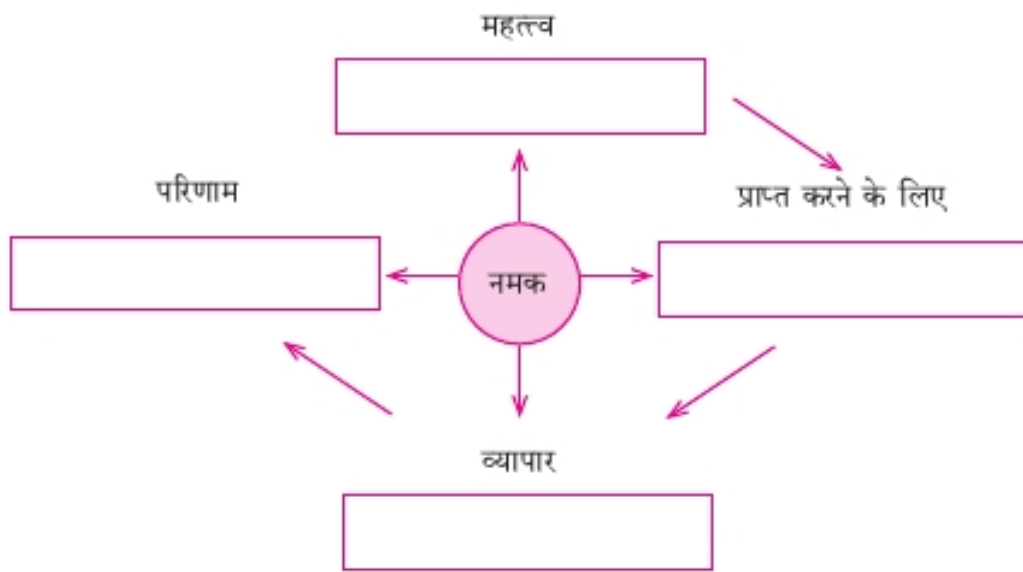 महत्त्व
परिणाम
प्राप्त करने के लिए
नमक
व्यापार